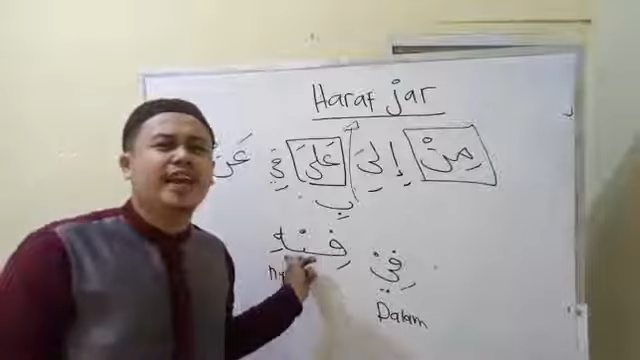 Haraf jar
مِنْ إِلَى عَلَى فِي عَنْ
بِ
فِيْ
Dalam